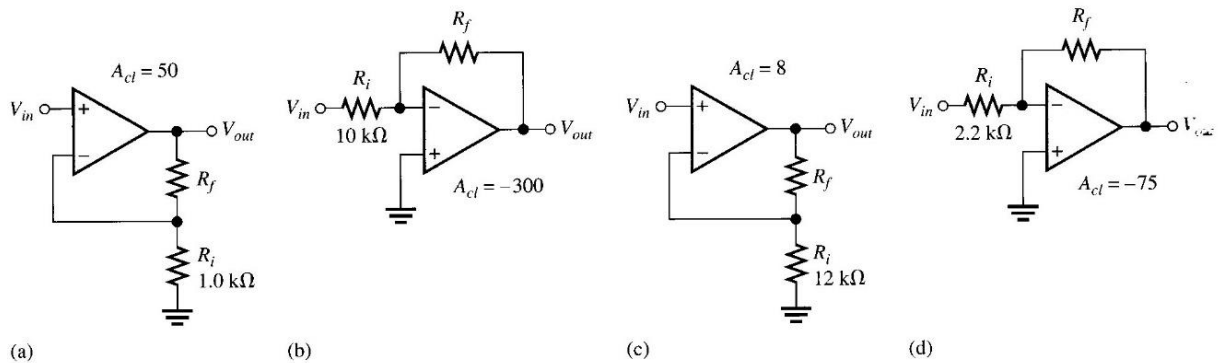 A_cl = 50
V_in
+
−
V_out
R_f
R_i
1.0 kΩ
(a)
R_f
R_i
V_in
10 kΩ
−
+
V_out
A_cl = −300
(b)
A_cl = 8
V_in
+
−
V_out
R_f
R_i
12 kΩ
(c)
R_f
R_i
V_in
2.2 kΩ
−
+
A_cl = −75
(d)